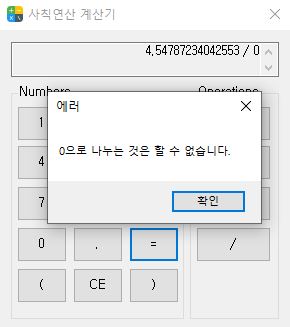 사칙연산 계산기
4,54787234042553 / 0
Numbers
Operations
에러
0으로 나누는 것은 할 수 없습니다.
확인
1
4
7
0 . = /
( CE )